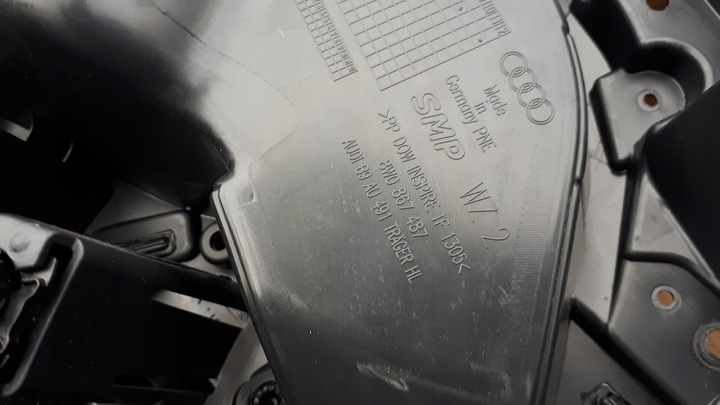 Made
in
Germany PNE.
SMP
WZ. 2
>PP DOW INSPIRE TF 1305<
8W0 867 487
AUDI B9 AU 491 TRÄGER HL